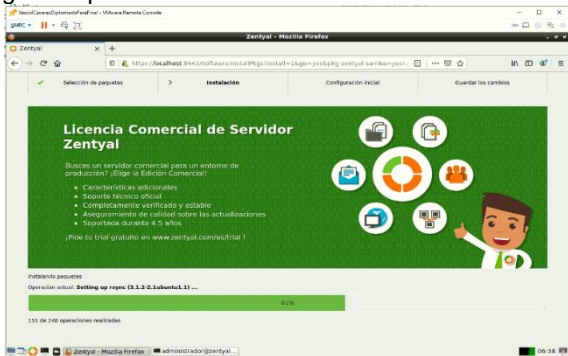 YesidCaceresDiplomadoPasoFinal - VMware Remote Console
VMRC
Zentyal - Mozilla Firefox
Zentyal
https://localhost:8443/Software/InstallPkgs?install=1&go=yes&pkg-zentyal-samba=yes
Selección de paquetes
Instalación
Configuración inicial
Guardar los cambios
Licencia Comercial de Servidor
Zentyal
Buscas un servidor comercial para un entorno de
producción? ¡Elige la Edición Comercial!
Características adicionales
Soporte técnico oficial
Completamente verificado y estable
Aseguramiento de calidad sobre las actualizaciones
Soportada durante 4.5 años
¡Pide tu trial gratuito en www.zentyal.com/es/trial !
Instalando paquetes
Operación actual: Setting up rsync (3.1.2-2.1ubuntu1.1) ...
61%
151 de 248 operaciones realizadas
Zentyal - Mozilla Firefox
administrador@zentyal...
06:58